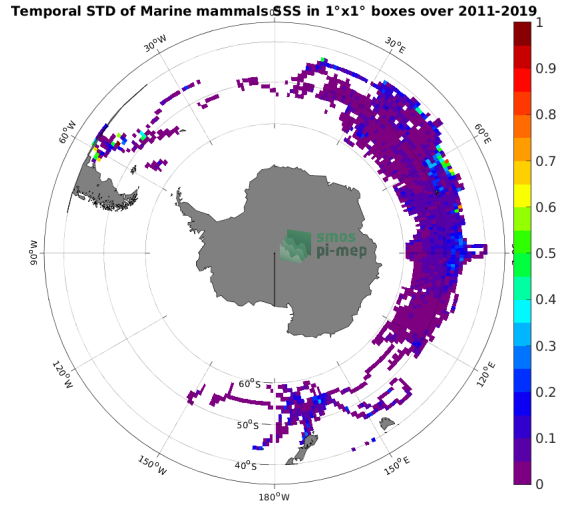 Temporal STD of Marine mammals SSS in 1°x1° boxes over 2011-2019
0°
30°W
30°E
60°W
60°E
90°W
120°W
120°E
150°W
150°E
180°W
60°S
50°S
40°S
smos
pi-mep
1
0.9
0.8
0.7
0.6
0.5
0.4
0.3
0.2
0.1
0